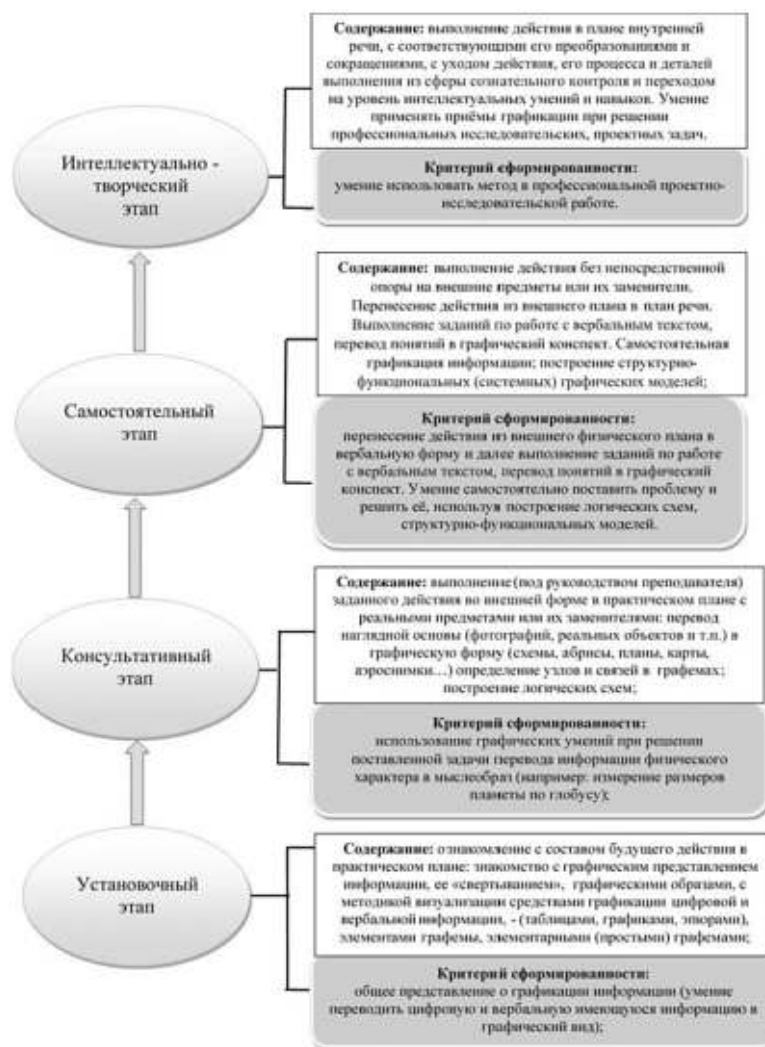 Содержание: выполнение действия в плане внутренней
речи, с соответствующими его преобразованиями и
сокращениями, с уходом действия, его процесса и деталей
выполнения из сферы сознательного контроля и переходом
на уровень интеллектуальных умений и навыков. Умение
применять приёмы графикации при решении
профессиональных исследовательских, проектных задач.
Интеллектуально -
творческий
этап
Критерий сформированности:
умение использовать метод в профессиональной проектно-
исследовательской работе.
Содержание: выполнение действия без непосредственной
опоры на внешние предметы или их заменители.
Перенесение действия из внешнего плана в план речи.
Выполнение заданий по работе с вербальным текстом,
перевод понятий в графический конспект. Самостоятельная
графикация информации; построение структурно-
функциональных (системных) графических моделей;
Самостоятельный
этап
Критерий сформированности:
перенесение действия из внешнего физического плана в
вербальную форму и далее выполнение заданий по работе
с вербальным текстом, перевод понятий в графический
конспект. Умение самостоятельно поставить проблему и
решить её, используя построение логических схем,
структурно-функциональных моделей.
Содержание: выполнение (под руководством преподавателя)
заданного действия во внешней форме в практическом плане с
реальными предметами или их заменителями: перевод
наглядной основы (фотографий, реальных объектов и т.п.) в
графическую форму (схемы, абрисы, планы, карты,
аэроснимки…) определение узлов и связей в графемах;
построение логических схем;
Консультативный
этап
Критерий сформированности:
использование графических умений при решении
поставленной задачи перевода информации физического
характера в мыслеобраз (например: измерение размеров
планеты по глобусу);
Содержание: ознакомление с составом будущего действия в
практическом плане: знакомство с графическим представлением
информации, ее «свертыванием», графическими образами, с
методикой визуализации средствами графикации цифровой и
вербальной информации, - (таблицами, графиками, эпюрами),
элементами графемы, элементарными (простыми) графемами;
Установочный
этап
Критерий сформированности:
общее представление о графикации информации (умение
переводить цифровую и вербальную имеющуюся информацию в
графический вид);